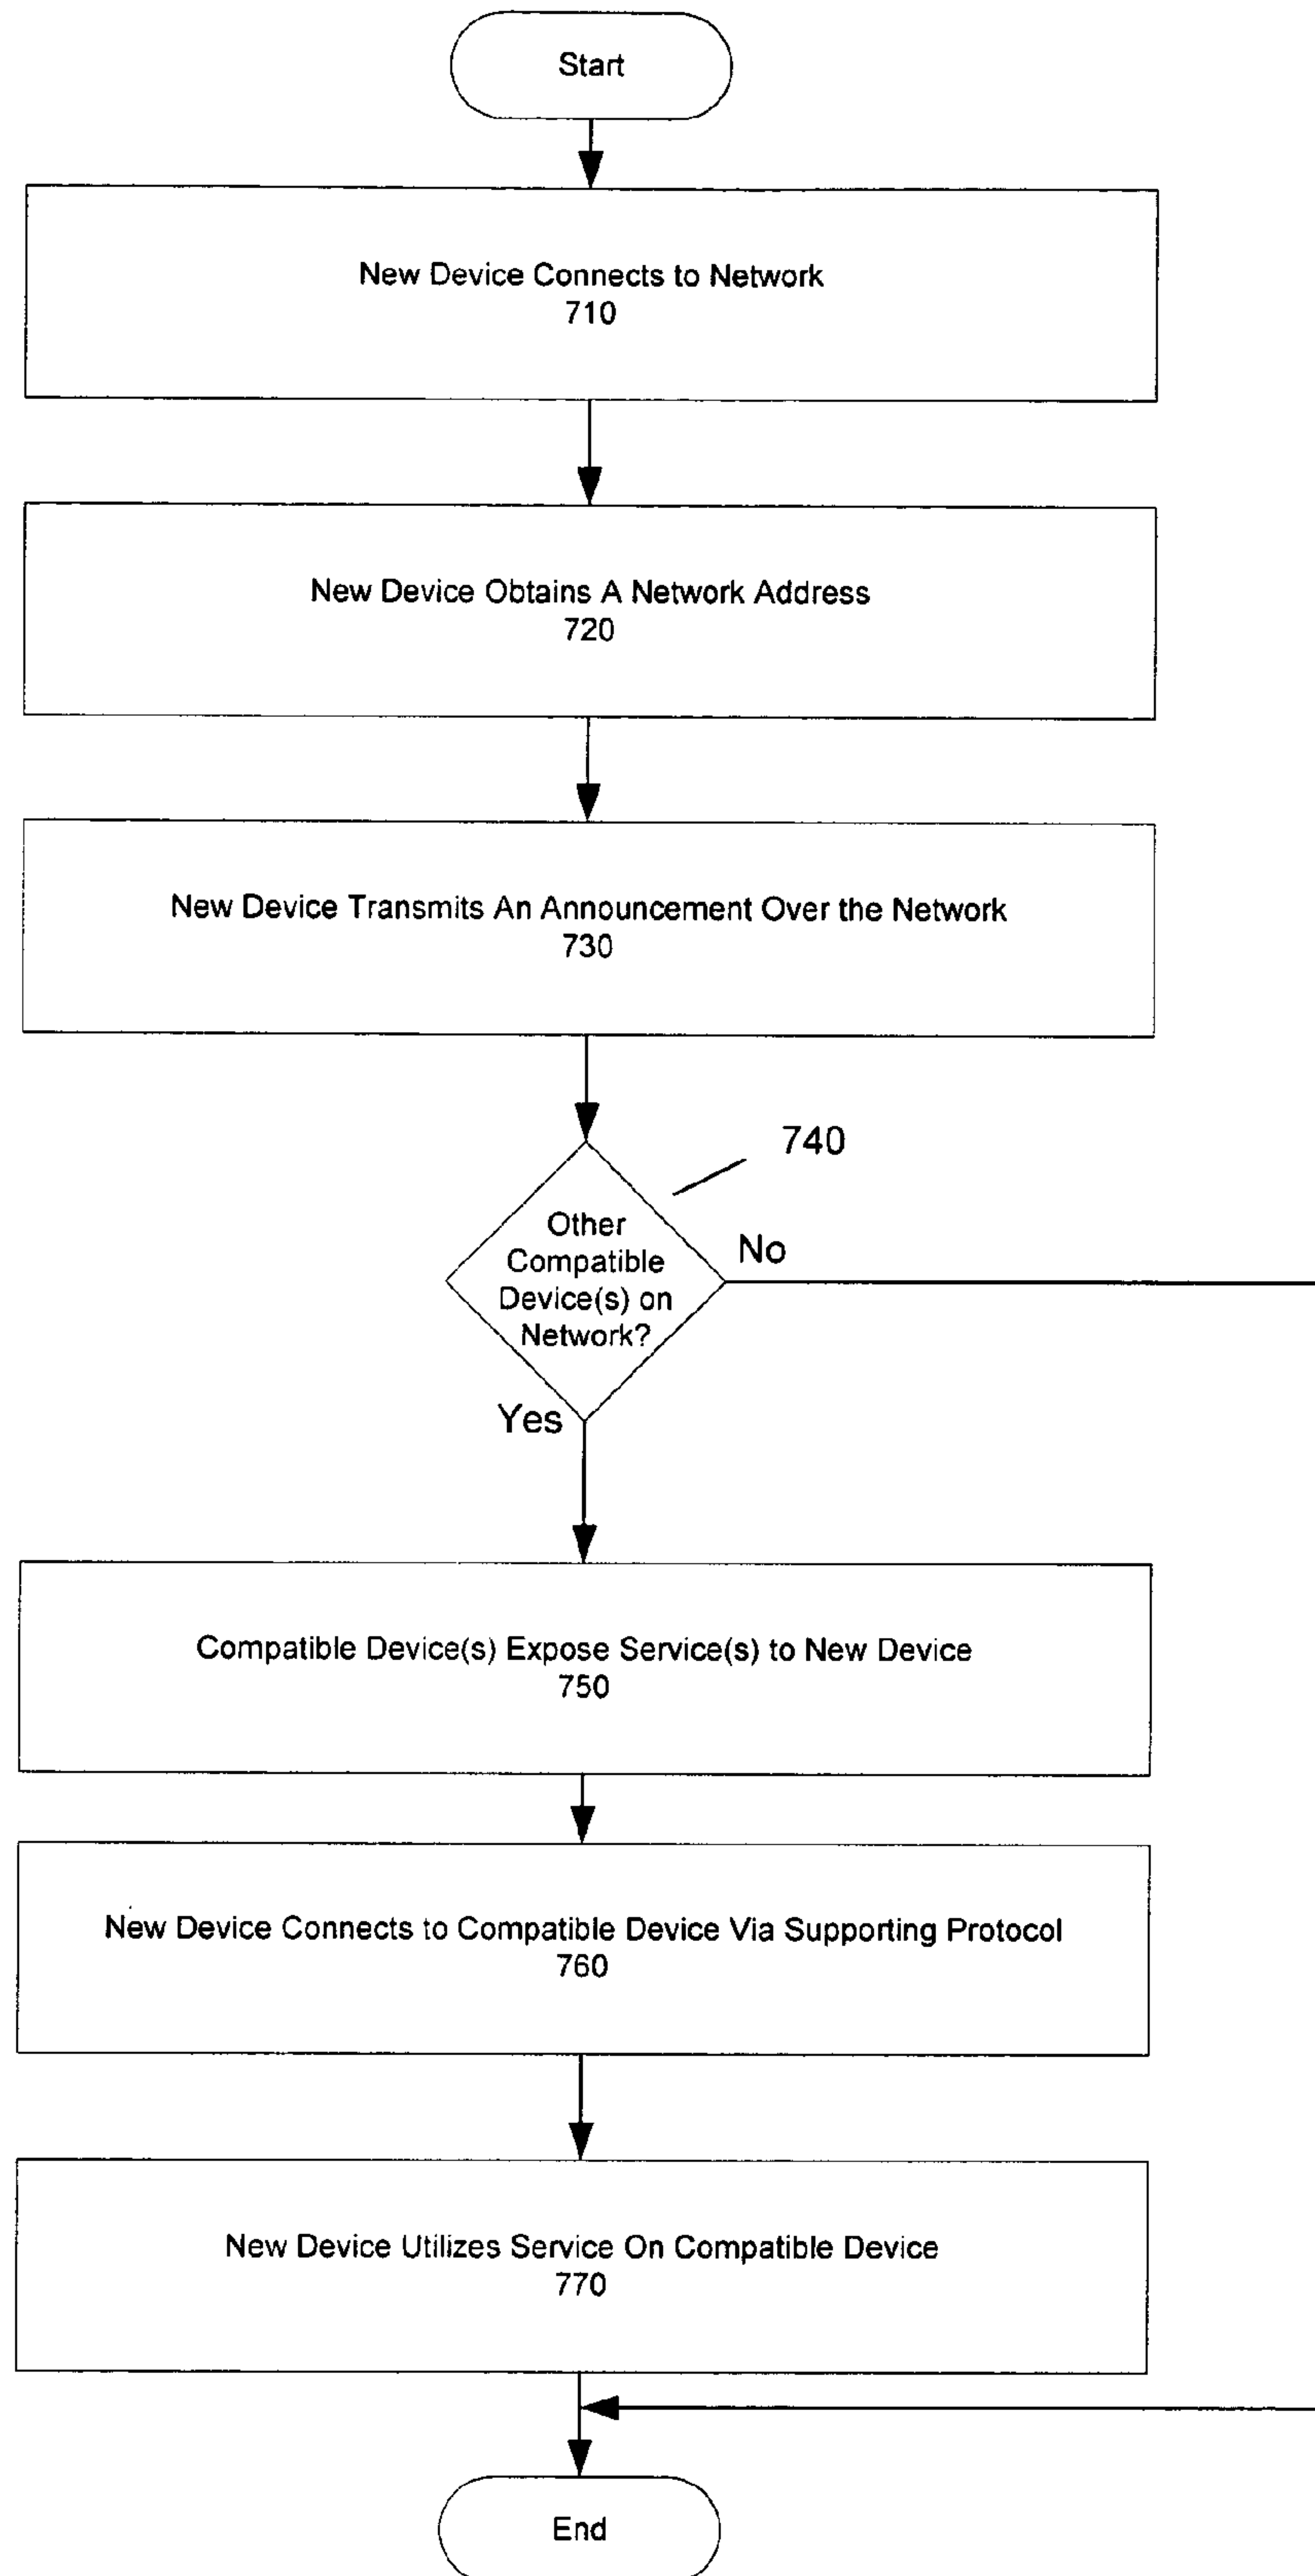 Start
New Device Connects to Network
710
New Device Obtains A Network Address
720
New Device Transmits An Announcement Over the Network
730
740
Other
Compatible
Device(s) on
Network?
No
Yes
Compatible Device(s) Expose Service(s) to New Device
750
New Device Connects to Compatible Device Via Supporting Protocol
760
New Device Utilizes Service On Compatible Device
770
End